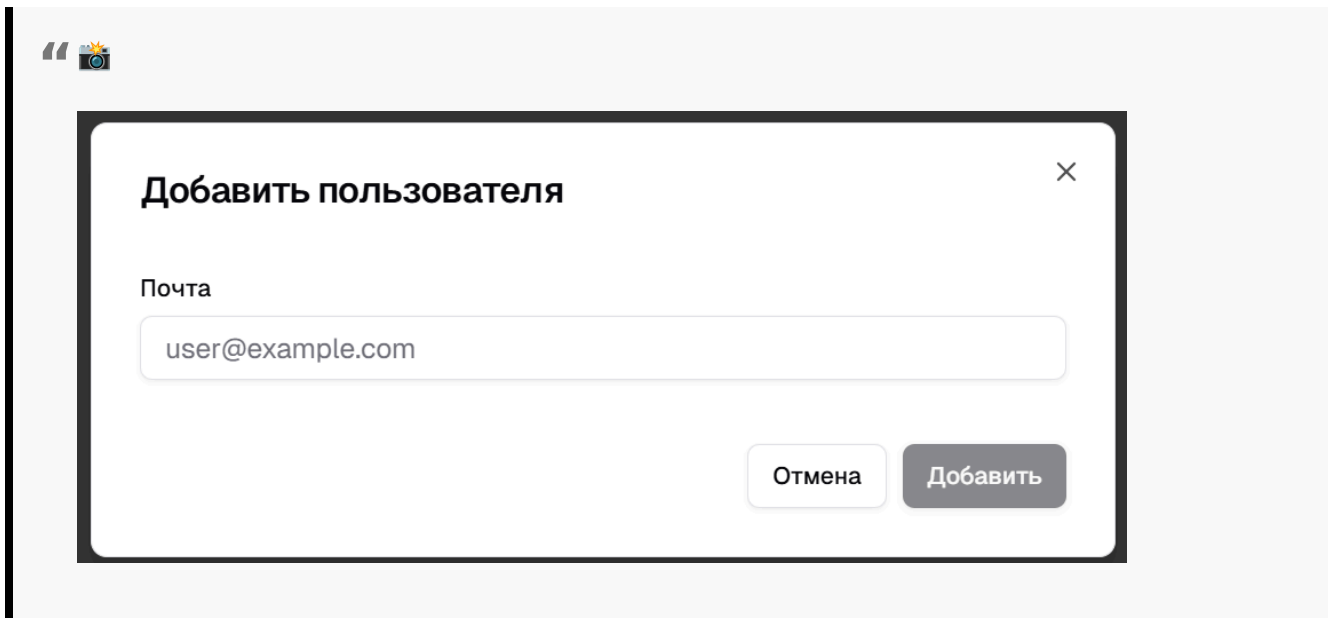 “ 📸
Добавить пользователя
Почта
user@example.com
Отмена Добавить